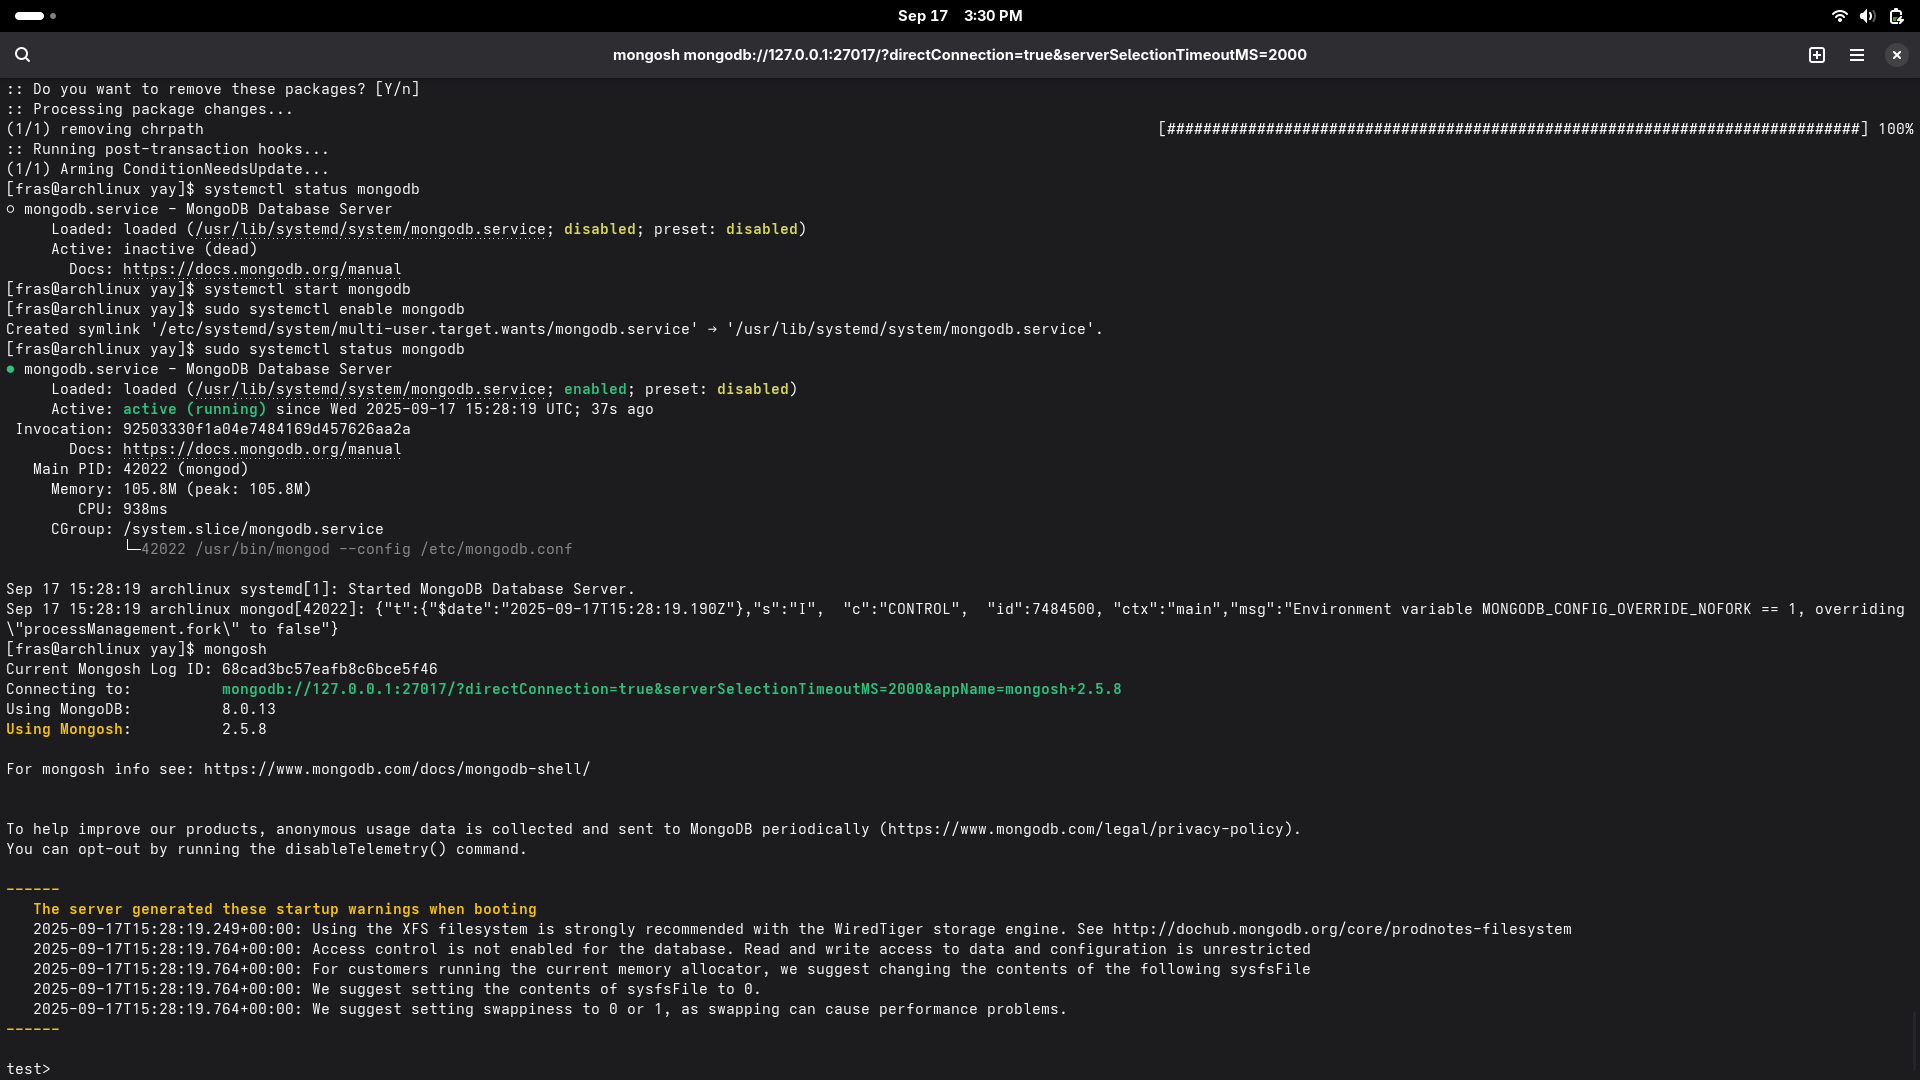 Sep 17 3:30 PM
mongosh mongodb://127.0.0.1:27017/?directConnection=true&serverSelectionTimeoutMS=2000
:: Do you want to remove these packages? [Y/n]
:: Processing package changes...
(1/1) removing chrpath [#############################################################################] 100%
:: Running post-transaction hooks...
(1/1) Arming ConditionNeedsUpdate...
[fras@archlinux yay]$ systemctl status mongodb
○ mongodb.service - MongoDB Database Server
     Loaded: loaded (/usr/lib/systemd/system/mongodb.service; disabled; preset: disabled)
     Active: inactive (dead)
       Docs: https://docs.mongodb.org/manual
[fras@archlinux yay]$ systemctl start mongodb
[fras@archlinux yay]$ sudo systemctl enable mongodb
Created symlink '/etc/systemd/system/multi-user.target.wants/mongodb.service' → '/usr/lib/systemd/system/mongodb.service'.
[fras@archlinux yay]$ sudo systemctl status mongodb
● mongodb.service - MongoDB Database Server
     Loaded: loaded (/usr/lib/systemd/system/mongodb.service; enabled; preset: disabled)
     Active: active (running) since Wed 2025-09-17 15:28:19 UTC; 37s ago
 Invocation: 92503330f1a04e7484169d457626aa2a
       Docs: https://docs.mongodb.org/manual
   Main PID: 42022 (mongod)
     Memory: 105.8M (peak: 105.8M)
        CPU: 938ms
     CGroup: /system.slice/mongodb.service
             └─42022 /usr/bin/mongod --config /etc/mongodb.conf
Sep 17 15:28:19 archlinux systemd[1]: Started MongoDB Database Server.
Sep 17 15:28:19 archlinux mongod[42022]: {"t":{"$date":"2025-09-17T15:28:19.190Z"},"s":"I",  "c":"CONTROL",  "id":7484500, "ctx":"main","msg":"Environment variable MONGODB_CONFIG_OVERRIDE_NOFORK == 1, overriding
\"processManagement.fork\" to false"}
[fras@archlinux yay]$ mongosh
Current Mongosh Log ID: 68cad3bc57eafb8c6bce5f46
Connecting to:          mongodb://127.0.0.1:27017/?directConnection=true&serverSelectionTimeoutMS=2000&appName=mongosh+2.5.8
Using MongoDB:          8.0.13
Using Mongosh:          2.5.8
For mongosh info see: https://www.mongodb.com/docs/mongodb-shell/
To help improve our products, anonymous usage data is collected and sent to MongoDB periodically (https://www.mongodb.com/legal/privacy-policy).
You can opt-out by running the disableTelemetry() command.
------
   The server generated these startup warnings when booting
   2025-09-17T15:28:19.249+00:00: Using the XFS filesystem is strongly recommended with the WiredTiger storage engine. See http://dochub.mongodb.org/core/prodnotes-filesystem
   2025-09-17T15:28:19.764+00:00: Access control is not enabled for the database. Read and write access to data and configuration is unrestricted
   2025-09-17T15:28:19.764+00:00: For customers running the current memory allocator, we suggest changing the contents of the following sysfsFile
   2025-09-17T15:28:19.764+00:00: We suggest setting the contents of sysfsFile to 0.
   2025-09-17T15:28:19.764+00:00: We suggest setting swappiness to 0 or 1, as swapping can cause performance problems.
------
test>